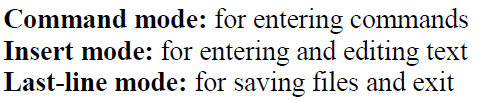 Command mode: for entering commands
Insert mode: for entering and editing text
Last-line mode: for saving files and exit